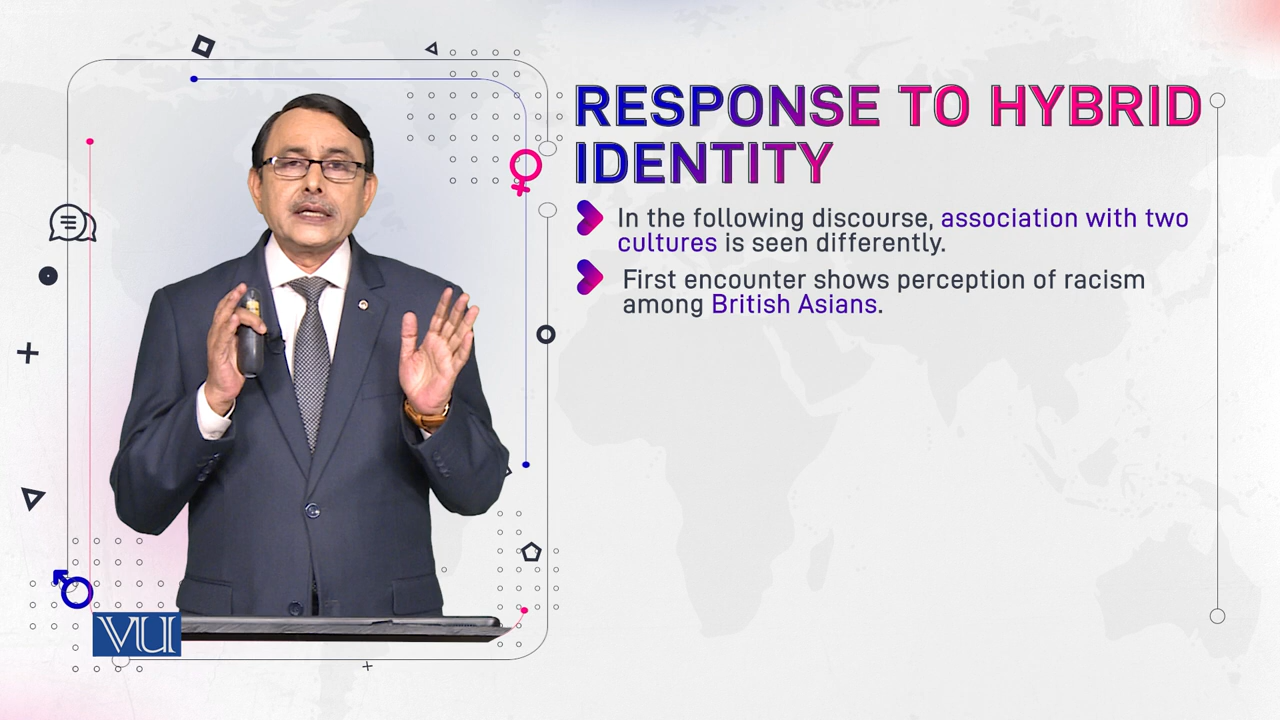 RESPONSE TO HYBRID
IDENTITY
In the following discourse, association with two
cultures is seen differently.
First encounter shows perception of racism
among British Asians.
VU